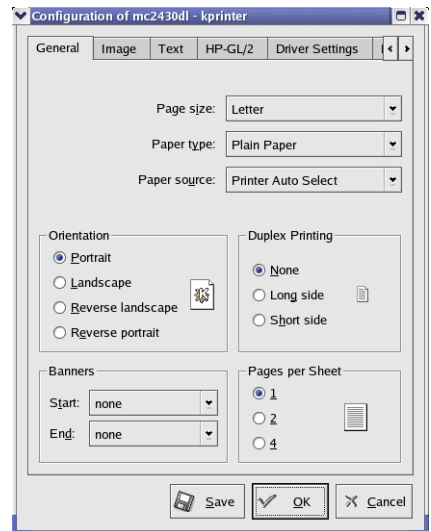 Configuration of mc2430dl - kprinter
General Image Text HP-GL/2 Driver Settings
Page size: Letter
Paper type: Plain Paper
Paper source: Printer Auto Select
Orientation
Portrait
Landscape
Reverse landscape
Reverse portrait
Duplex Printing
None
Long side
Short side
Banners
Start: none
End: none
Pages per Sheet
1
2
4
Save OK Cancel